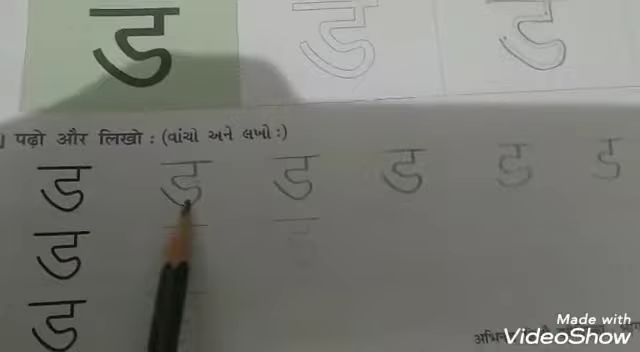 ड ड ड
पढ़ो और लिखो : (વાંચો અને લખો :)
ड ड ड ड ड ड
ड ड
ड
Made with
VideoShow